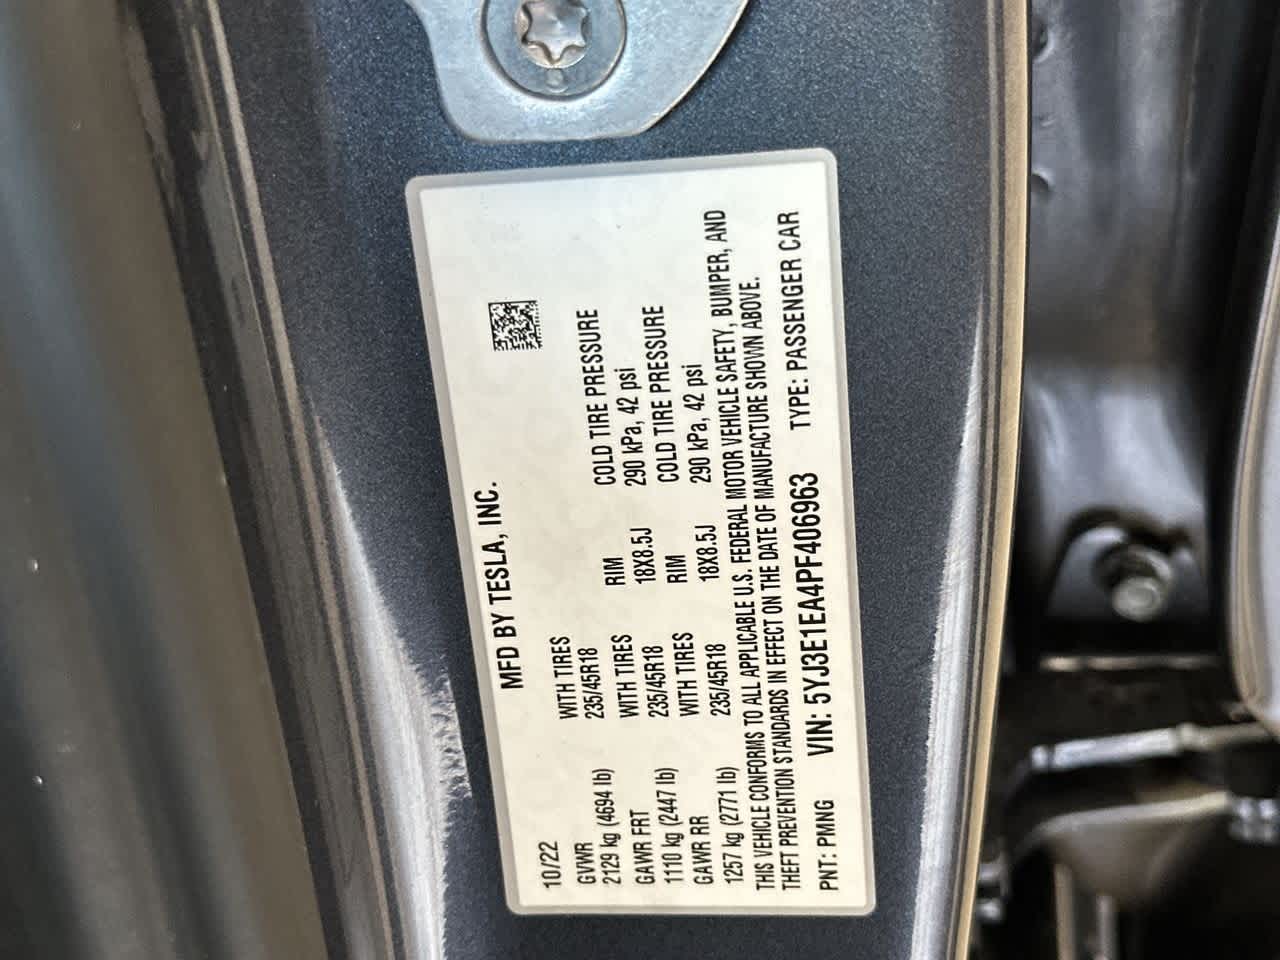 MFD BY TESLA, INC.
10/22
GVWR WITH TIRES COLD TIRE PRESSURE
2129 kg (4694 lb) 235/45R18 RIM 290 kPa, 42 psi
GAWR FRT WITH TIRES 18X8.5J COLD TIRE PRESSURE
1110 kg (2447 lb) 235/45R18 RIM 290 kPa, 42 psi
GAWR RR WITH TIRES 18X8.5J
1257 kg (2771 lb) 235/45R18
THIS VEHICLE CONFORMS TO ALL APPLICABLE U.S. FEDERAL MOTOR VEHICLE SAFETY, BUMPER, AND
THEFT PREVENTION STANDARDS IN EFFECT ON THE DATE OF MANUFACTURE SHOWN ABOVE.
PNT: PMNG VIN: 5YJ3E1EA4PF406963 TYPE: PASSENGER CAR